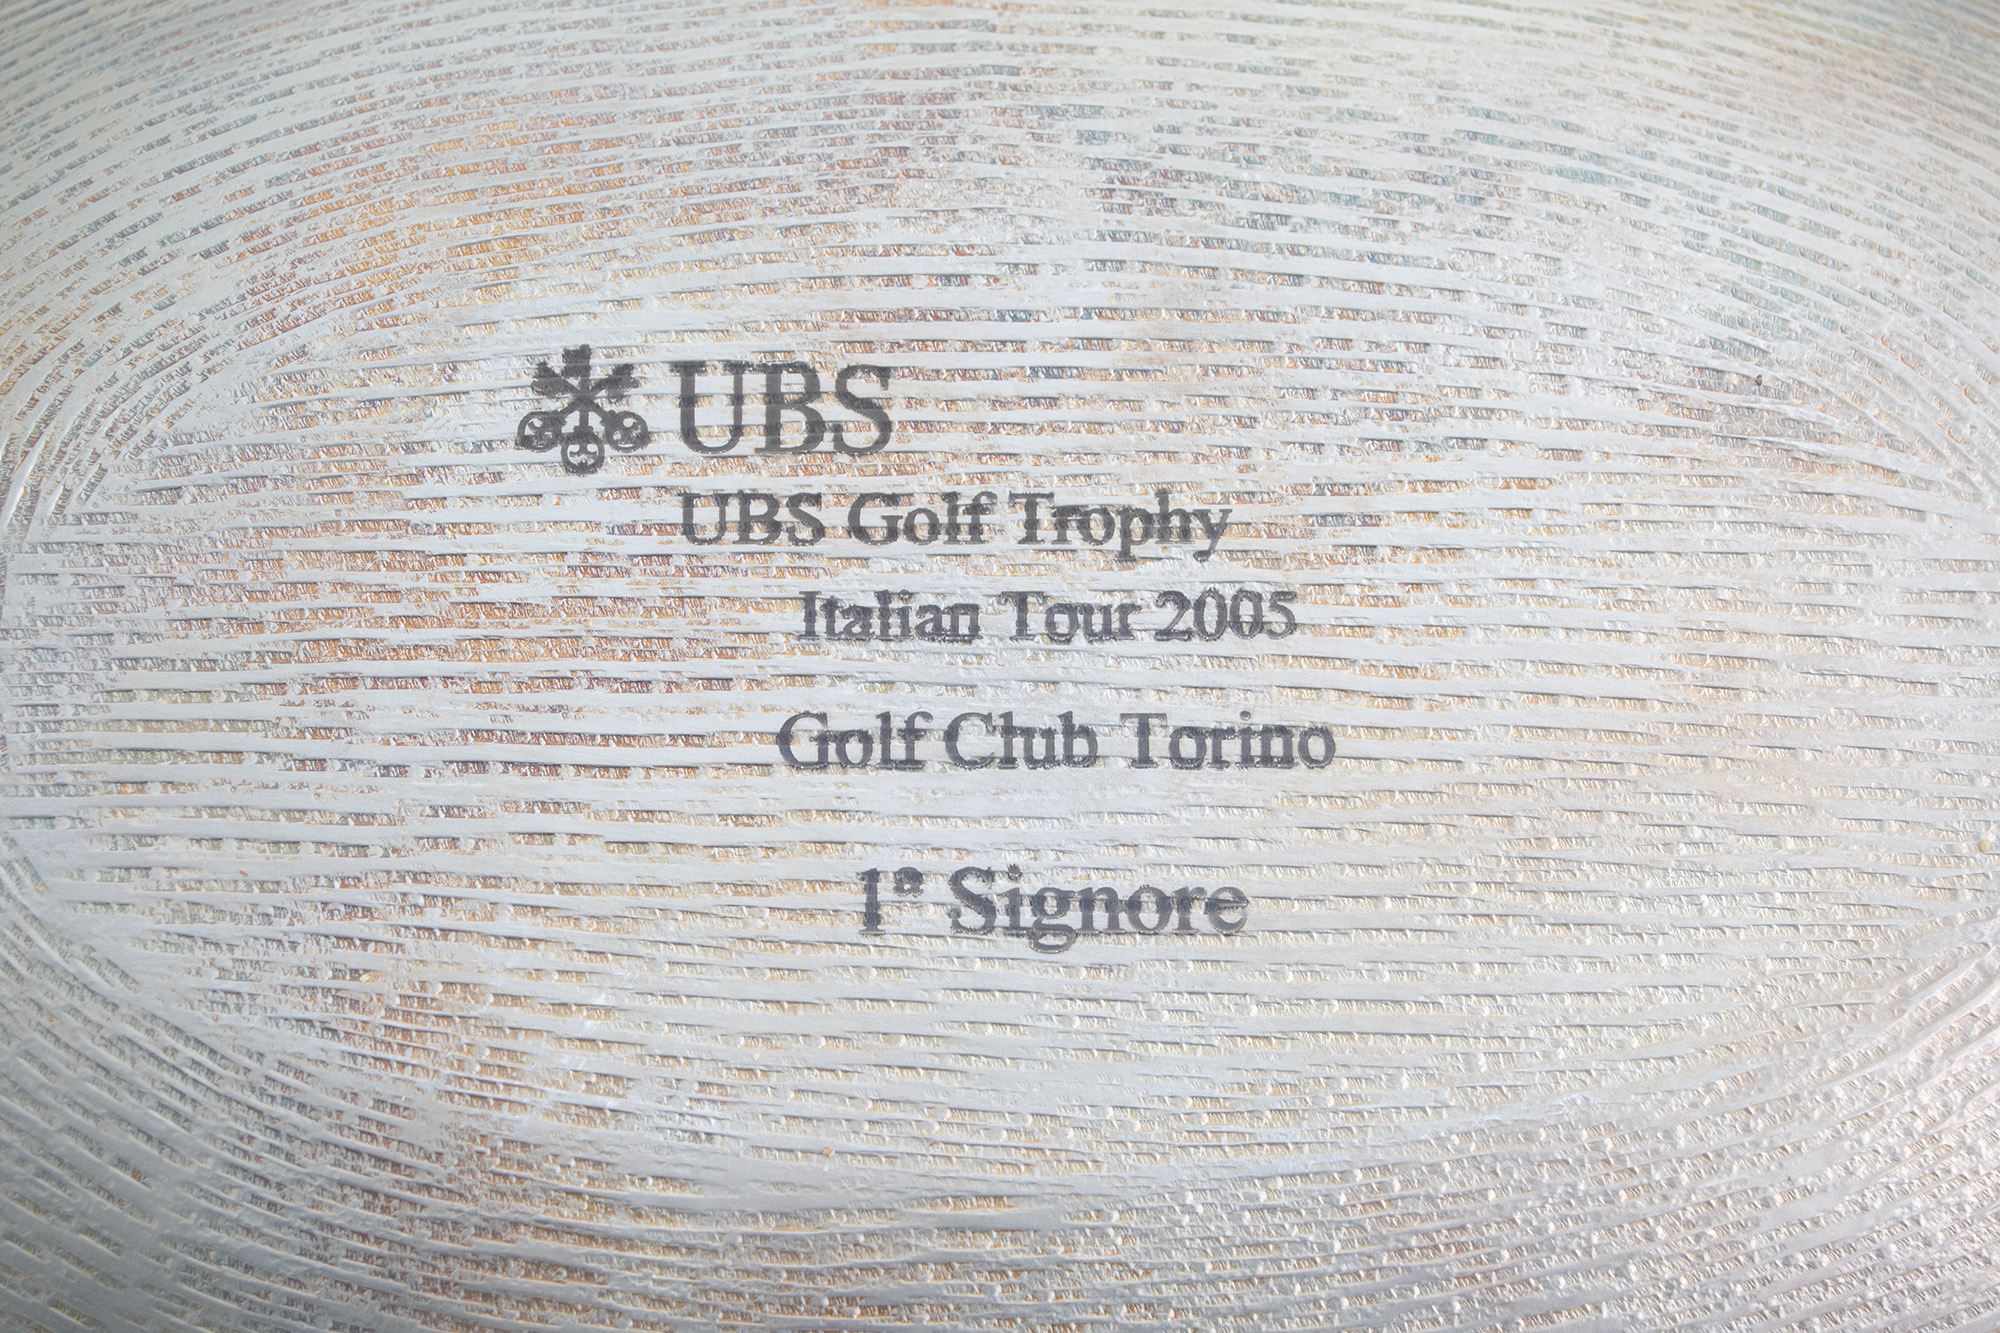 UBS
UBS Golf Trophy
Italian Tour 2005
Golf Club Torino
1ª Signore